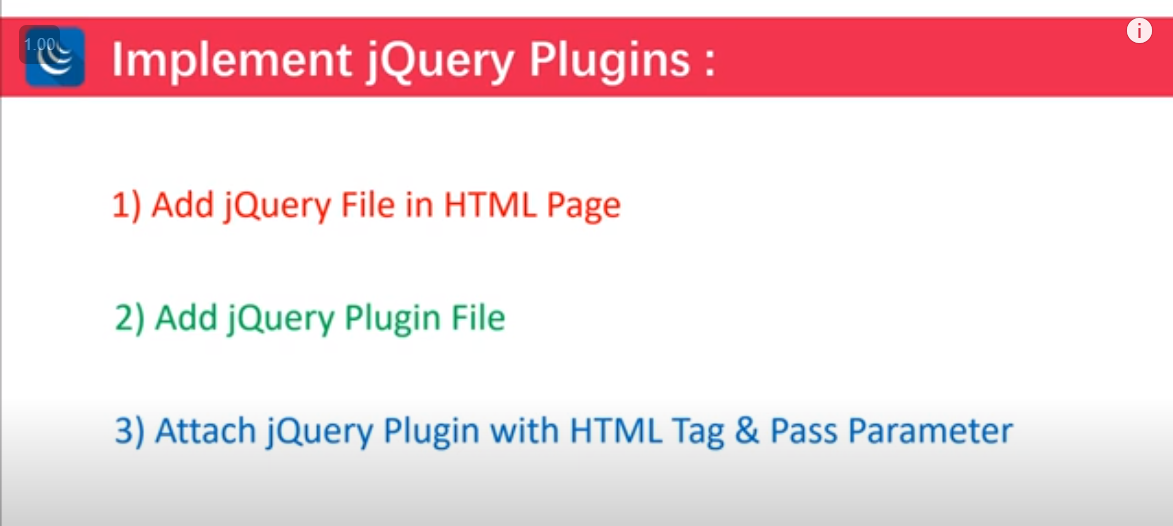 1.00
Implement jQuery Plugins :
1) Add jQuery File in HTML Page
2) Add jQuery Plugin File
3) Attach jQuery Plugin with HTML Tag & Pass Parameter